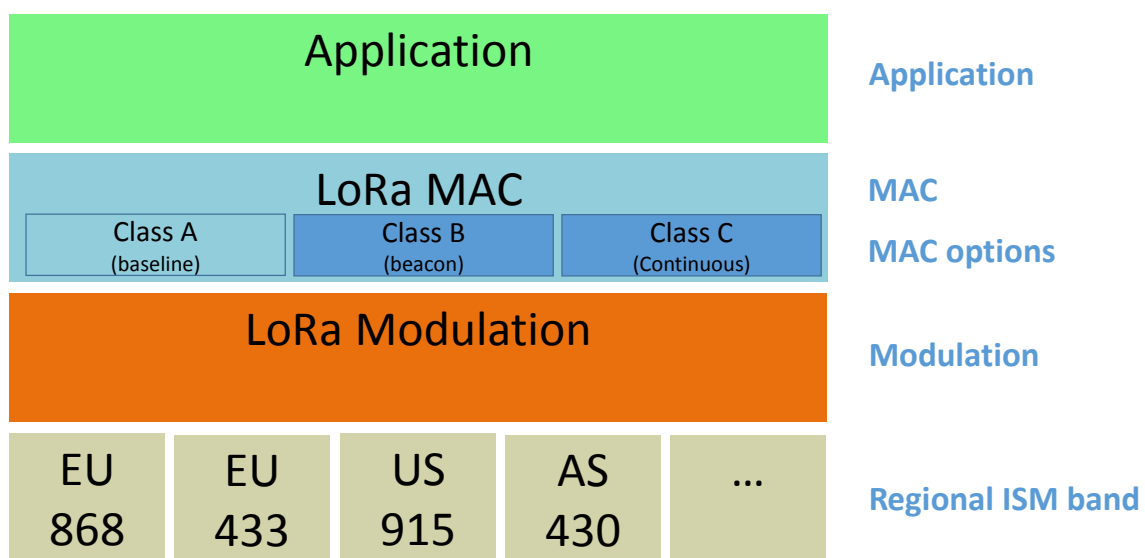 Application
Application
LoRa MAC
MAC
Class A
(baseline)
Class B
(beacon)
Class C
(Continuous)
MAC options
LoRa Modulation
Modulation
EU
868
EU
433
US
915
AS
430
…
Regional ISM band